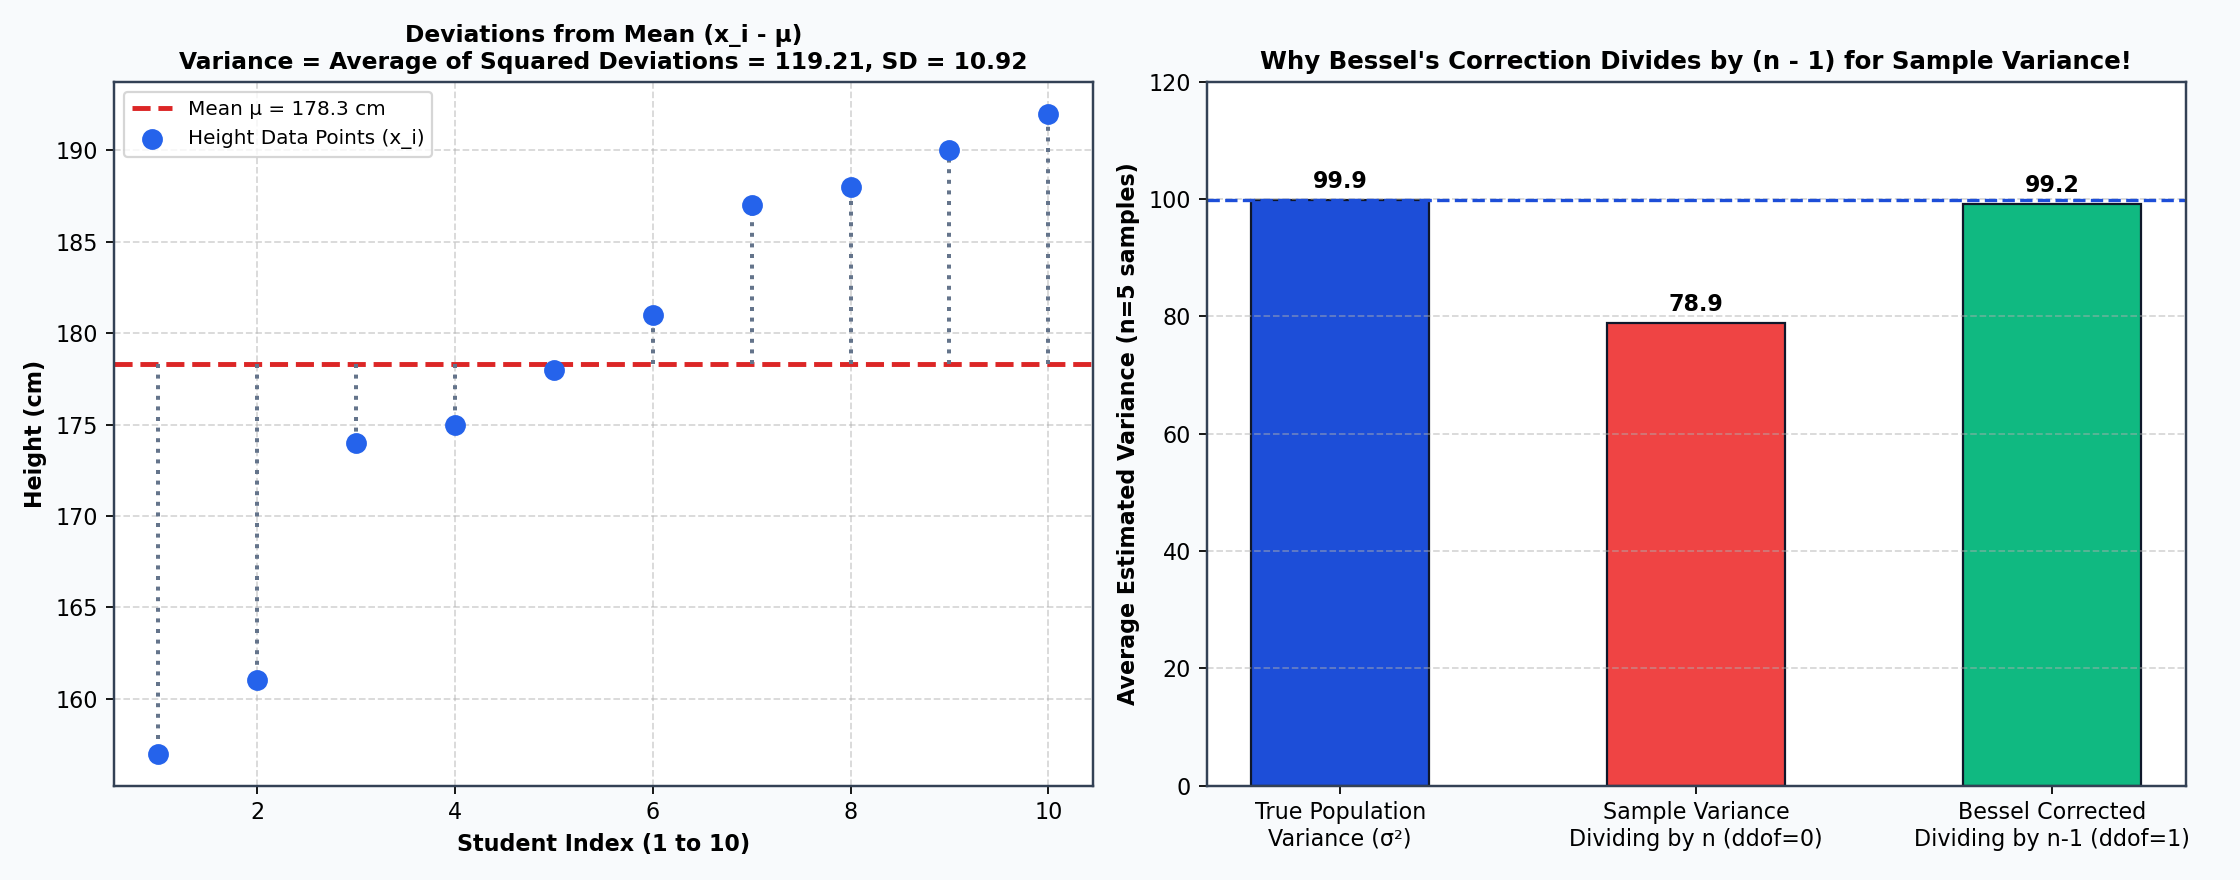 Deviations from Mean (x_i - μ)
Variance = Average of Squared Deviations = 119.21, SD = 10.92
Mean μ = 178.3 cm
Height Data Points (x_i)
Height (cm)
190
185
180
175
170
165
160
2
4
6
8
10
Student Index (1 to 10)
Why Bessel's Correction Divides by (n - 1) for Sample Variance!
Average Estimated Variance (n=5 samples)
120
100
80
60
40
20
0
99.9
78.9
99.2
True Population
Variance (σ²)
Sample Variance
Dividing by n (ddof=0)
Bessel Corrected
Dividing by n-1 (ddof=1)